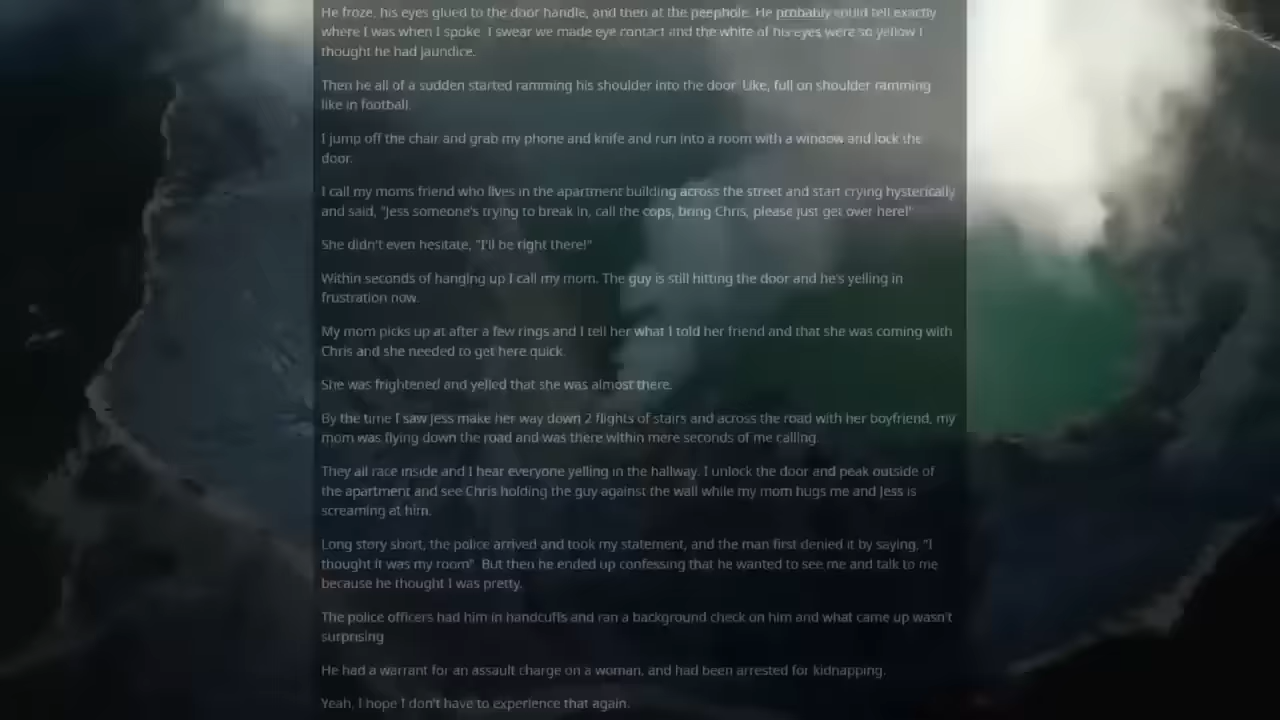 He froze, his eyes glued to the door handle, and then at the peephole. He probably could tell exactly
where I was when I spoke. I swear we made eye contact and the white of his eyes were so yellow I
thought he had jaundice.
Then he all of a sudden started ramming his shoulder into the door. Like, full on shoulder ramming
like in football.
I jump off the chair and grab my phone and knife and run into a room with a window and lock the
door.
I call my moms friend who lives in the apartment building across the street and start crying hysterically
and said, "Jess someone's trying to break in, call the cops, bring Chris, please just get over here!"
She didn't even hesitate, "I'll be right there!"
Within seconds of hanging up I call my mom. The guy is still hitting the door and he's yelling in
frustration now.
My mom picks up at after a few rings and I tell her what I told her friend and that she was coming with
Chris and she needed to get here quick.
She was frightened and yelled that she was almost there.
By the time I saw Jess make her way down 2 flights of stairs and across the road with her boyfriend, my
mom was flying down the road and was there within mere seconds of me calling.
They all race inside and I hear everyone yelling in the hallway. I unlock the door and peak outside of
the apartment and see Chris holding the guy against the wall while my mom hugs me and Jess is
screaming at him.
Long story short, the police arrived and took my statement, and the man first denied it by saying, "I
thought it was my room". But then he ended up confessing that he wanted to see me and talk to me
because he thought I was pretty.
The police officers had him in handcuffs and ran a background check on him and what came up wasn't
surprising
He had a warrant for an assault charge on a woman, and had been arrested for kidnapping.
Yeah, I hope I don't have to experience that again.